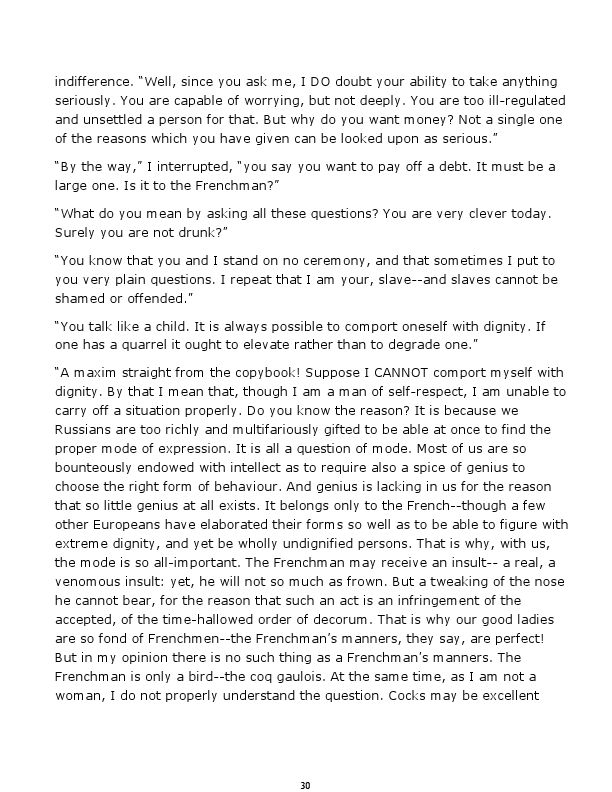 indifference. “Well, since you ask me, I DO doubt your ability to take anything
seriously. You are capable of worrying, but not deeply. You are too ill-regulated
and unsettled a person for that. But why do you want money? Not a single one
of the reasons which you have given can be looked upon as serious.”
“By the way,” I interrupted, “you say you want to pay off a debt. It must be a
large one. Is it to the Frenchman?”
“What do you mean by asking all these questions? You are very clever today.
Surely you are not drunk?”
“You know that you and I stand on no ceremony, and that sometimes I put to
you very plain questions. I repeat that I am your, slave--and slaves cannot be
shamed or offended.”
“You talk like a child. It is always possible to comport oneself with dignity. If
one has a quarrel it ought to elevate rather than to degrade one.”
“A maxim straight from the copybook! Suppose I CANNOT comport myself with
dignity. By that I mean that, though I am a man of self-respect, I am unable to
carry off a situation properly. Do you know the reason? It is because we
Russians are too richly and multifariously gifted to be able at once to find the
proper mode of expression. It is all a question of mode. Most of us are so
bounteously endowed with intellect as to require also a spice of genius to
choose the right form of behaviour. And genius is lacking in us for the reason
that so little genius at all exists. It belongs only to the French--though a few
other Europeans have elaborated their forms so well as to be able to figure with
extreme dignity, and yet be wholly undignified persons. That is why, with us,
the mode is so all-important. The Frenchman may receive an insult-- a real, a
venomous insult: yet, he will not so much as frown. But a tweaking of the nose
he cannot bear, for the reason that such an act is an infringement of the
accepted, of the time-hallowed order of decorum. That is why our good ladies
are so fond of Frenchmen--the Frenchman’s manners, they say, are perfect!
But in my opinion there is no such thing as a Frenchman’s manners. The
Frenchman is only a bird--the coq gaulois. At the same time, as I am not a
woman, I do not properly understand the question. Cocks may be excellent
30